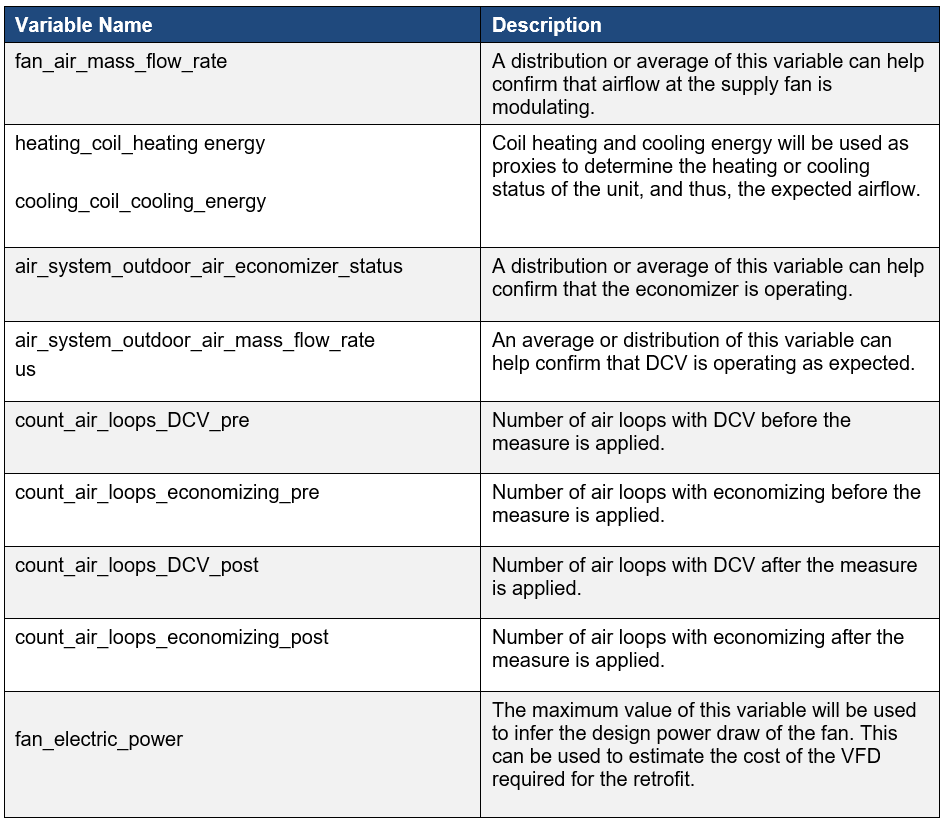 Variable Name
Description
fan_air_mass_flow_rate
A distribution or average of this variable can help
confirm that airflow at the supply fan is
modulating.
heating_coil_heating energy
cooling_coil_cooling_energy
Coil heating and cooling energy will be used as
proxies to determine the heating or cooling
status of the unit, and thus, the expected airflow.
air_system_outdoor_air_economizer_status
A distribution or average of this variable can help
confirm that the economizer is operating.
air_system_outdoor_air_mass_flow_rate
us
An average or distribution of this variable can
help confirm that DCV is operating as expected.
count_air_loops_DCV_pre
Number of air loops with DCV before the
measure is applied.
count_air_loops_economizing_pre
Number of air loops with economizing before the
measure is applied.
count_air_loops_DCV_post
Number of air loops with DCV after the measure
is applied.
count_air_loops_economizing_post
Number of air loops with economizing after the
measure is applied.
fan_electric_power
The maximum value of this variable will be used
to infer the design power draw of the fan. This
can be used to estimate the cost of the VFD
required for the retrofit.